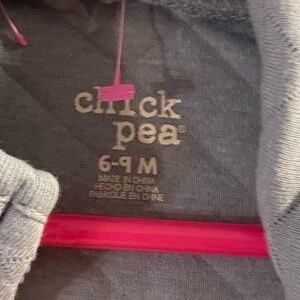 chick
pea®
6-9 M
MADE IN CHINA
HECHO EN CHINA
FABRIQUÉ EN CHINE